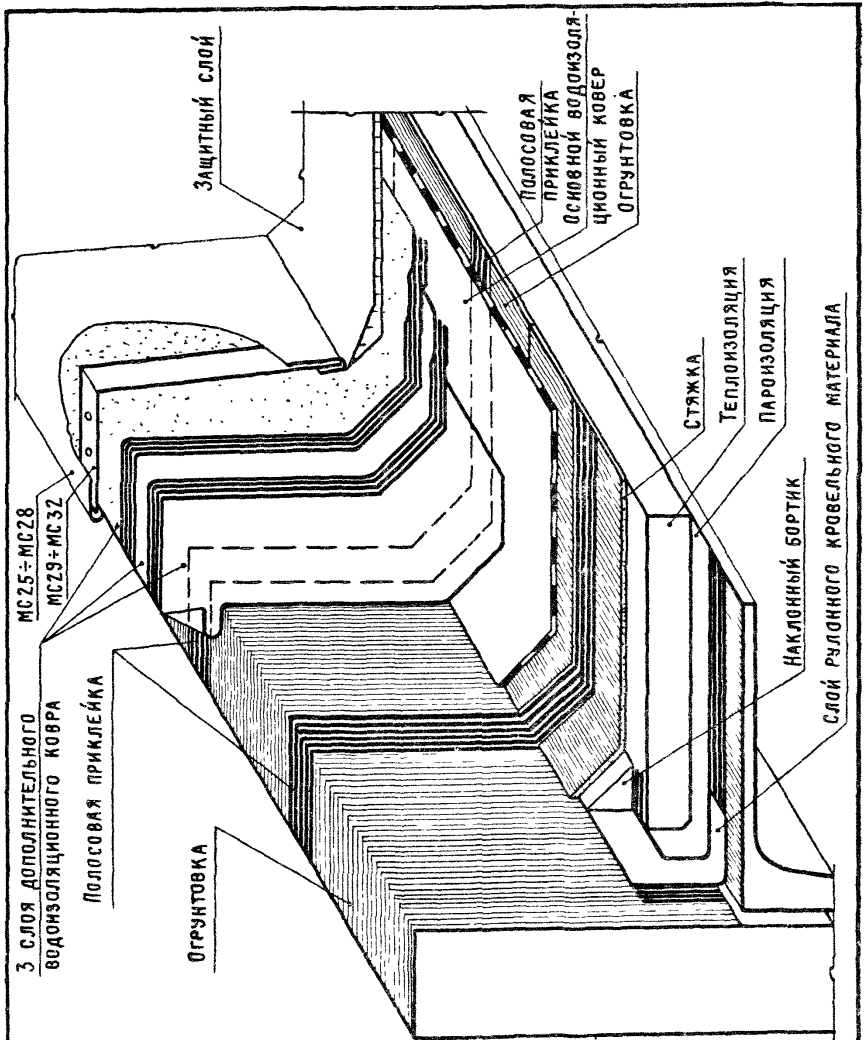 3 СЛОЯ ДОПОЛНИТЕЛЬНОГО
ВОДОИЗОЛЯЦИОННОГО КОВРА
МС25÷МС28
МС29÷МС32
ЗАЩИТНЫЙ СЛОЙ
ПОЛОСОВАЯ ПРИКЛЕЙКА
ОГРУНТОВКА
ПОЛОСОВАЯ
ПРИКЛЕЙКА
ОСНОВНОЙ ВОДОИЗОЛЯ-
ЦИОННЫЙ КОВЕР
ОГРУНТОВКА
СТЯЖКА
ТЕПЛОИЗОЛЯЦИЯ
ПАРОИЗОЛЯЦИЯ
НАКЛОННЫЙ БОРТИК
СЛОЙ РУЛОННОГО КРОВЕЛЬНОГО МАТЕРИАЛА